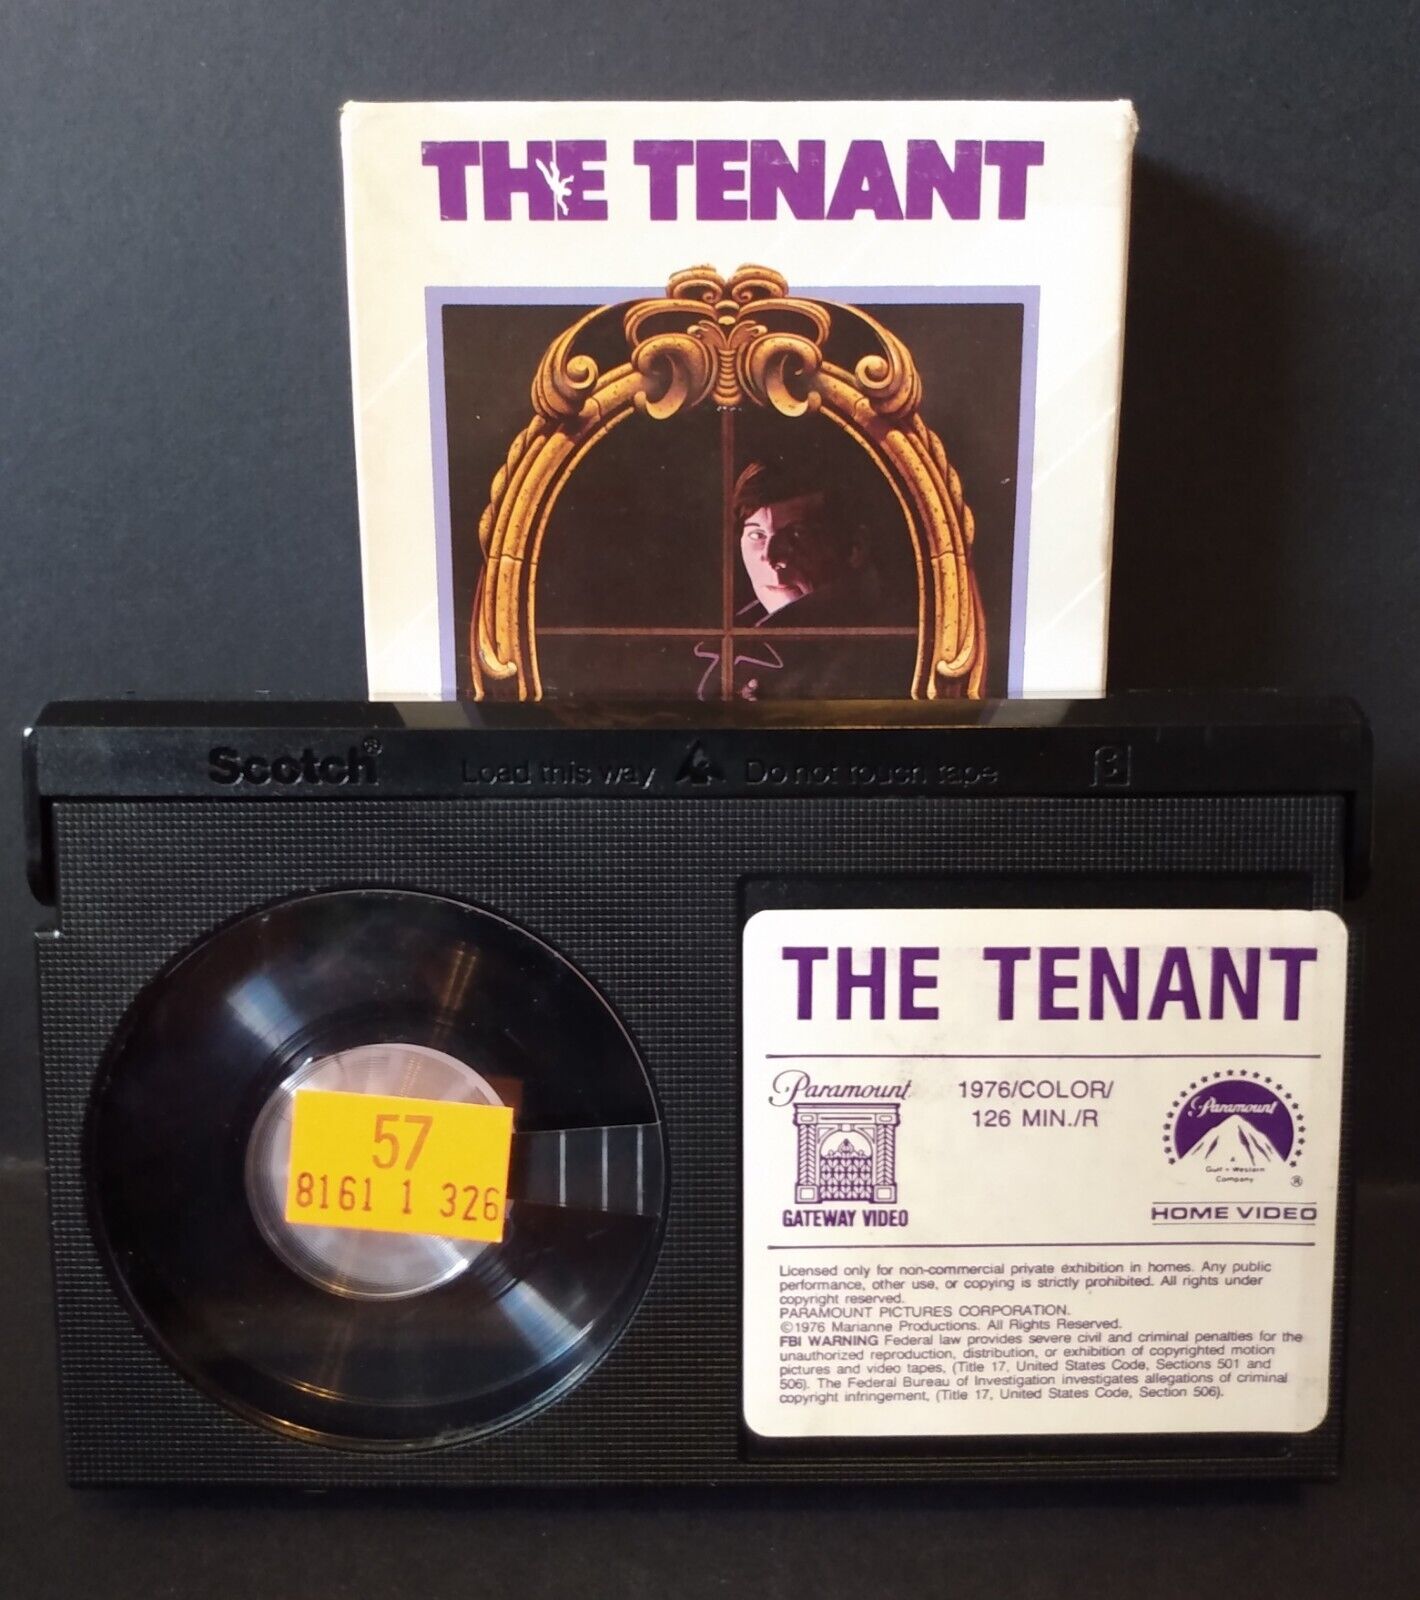 THE TENANT
Scotch®
Load this way Do not touch tape
57
8161 1 326
THE TENANT
Paramount
GATEWAY VIDEO
1976/COLOR/
126 MIN./R
Paramount
A
Gulf + Western
Company
®
HOME VIDEO
Licensed only for non-commercial private exhibition in homes. Any public
performance, other use, or copying is strictly prohibited. All rights under
copyright reserved.
PARAMOUNT PICTURES CORPORATION.
©1976 Marianne Productions. All Rights Reserved.
FBI WARNING Federal law provides severe civil and criminal penalties for the
unauthorized reproduction, distribution, or exhibition of copyrighted motion
pictures and video tapes, (Title 17, United States Code, Sections 501 and
506). The Federal Bureau of Investigation investigates allegations of criminal
copyright infringement, (Title 17, United States Code, Section 506).